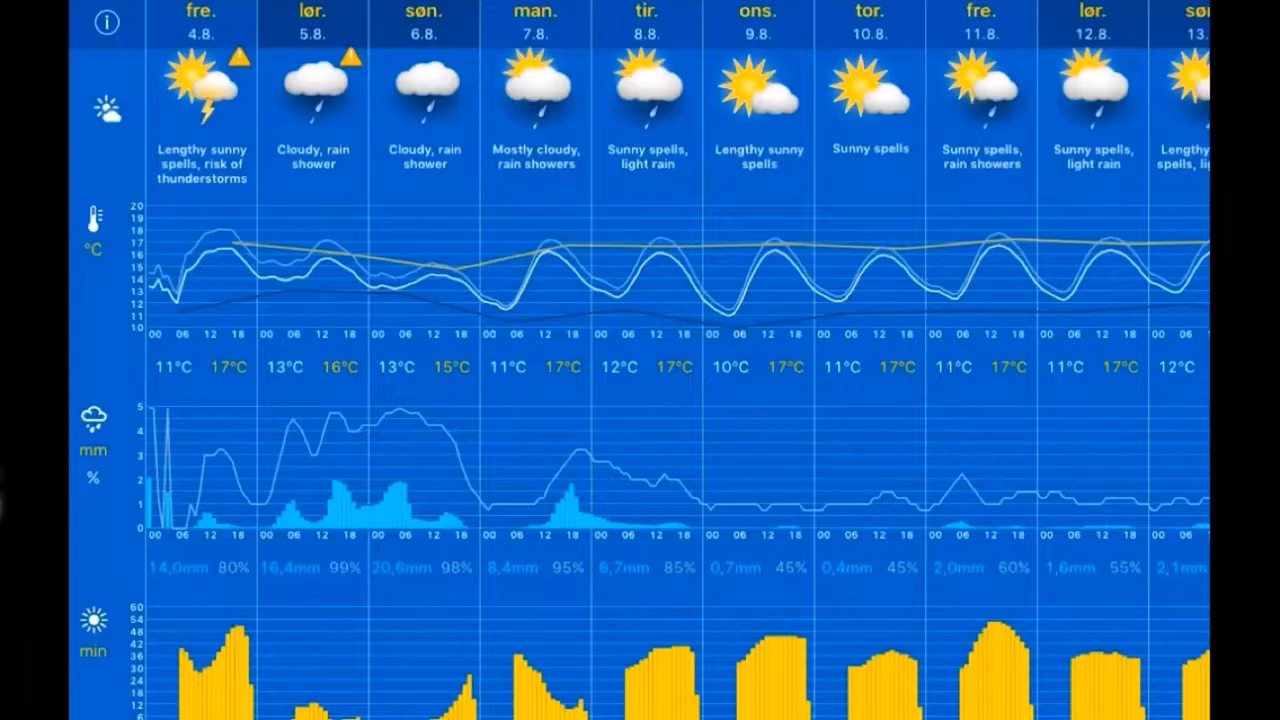 fre. lør. søn. man. tir. ons. tor. fre. lør. sø
4.8. 5.8. 6.8. 7.8. 8.8. 9.8. 10.8. 11.8. 12.8. 13.
Lengthy sunny spells, risk of thunderstorms
Cloudy, rain shower
Cloudy, rain shower
Mostly cloudy, rain showers
Sunny spells, light rain
Lengthy sunny spells
Sunny spells
Sunny spells, rain showers
Sunny spells, light rain
Lengthy spells, lig
°C
20
19
18
17
16
15
14
13
12
11
10
00 06 12 18 00 06 12 18 00 06 12 18 00 06 12 18 00 06 12 18 00 06 12 18 00 06 12 18 00 06 12 18 00 06 12 18 00 06
11°C 17°C 13°C 16°C 13°C 15°C 11°C 17°C 12°C 17°C 10°C 17°C 11°C 17°C 11°C 17°C 11°C 17°C 12°C
mm
%
5
4
3
2
1
0
00 06 12 18 00 06 12 18 00 06 12 18 00 06 12 18 00 06 12 18 00 06 12 18 00 06 12 18 00 06 12 18 00 06 12 18 00 06
14,0mm 80% 16,4mm 99% 20,6mm 98% 8,4mm 95% 6,7mm 85% 0,7mm 45% 0,4mm 45% 2,0mm 60% 1,6mm 55% 2,1mm
min
60
54
48
42
36
30
24
18
12
6